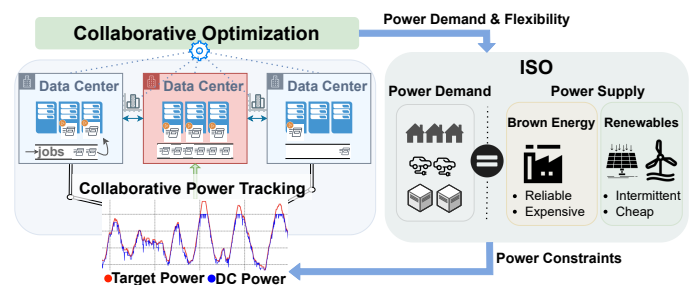 Collaborative Optimization
Power Demand & Flexibility
Data Center
Data Center
Data Center
jobs
Collaborative Power Tracking
Target Power
DC Power
ISO
Power Demand
Power Supply
Brown Energy
• Reliable
• Expensive
Renewables
• Intermittent
• Cheap
Power Constraints